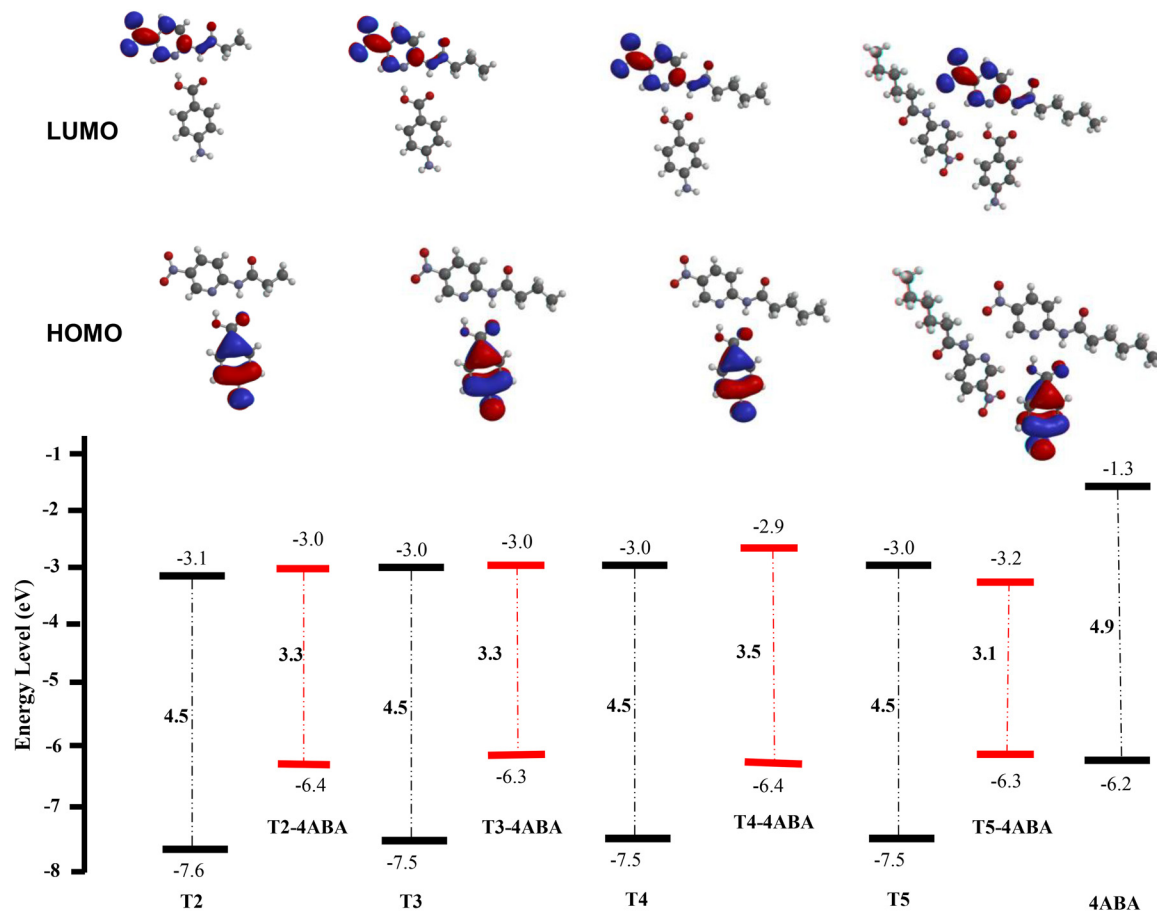 LUMO
HOMO
Energy Level (eV)
-1
-2
-3
-4
-5
-6
-7
-8
-3.1
4.5
-7.6
T2
-3.0
3.3
-6.4
T2-4ABA
-3.0
4.5
-7.5
T3
-3.0
3.3
-6.3
T3-4ABA
-3.0
4.5
-7.5
T4
-2.9
3.5
-6.4
T4-4ABA
-3.0
4.5
-7.5
T5
-3.2
3.1
-6.3
T5-4ABA
-1.3
4.9
-6.2
4ABA